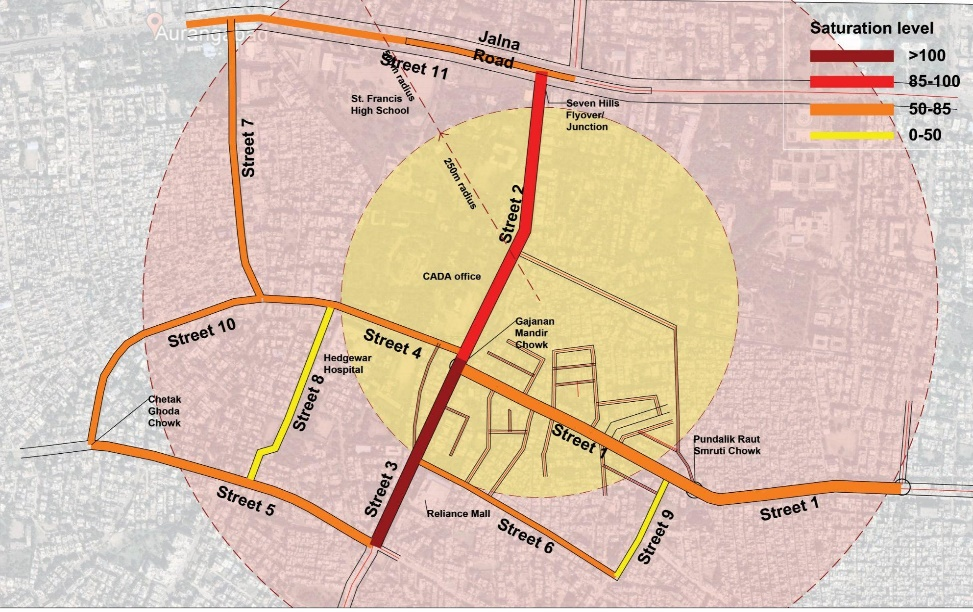 Aurangabad
Saturation level
>100
85-100
50-85
0-50
Jalna
Road
Street 11
radius
St. Francis
High School
Seven Hills
Flyover/
Junction
Street 7
250m radius
Street 2
CADA office
Gajanan
Mandir
Chowk
Street 10
Street 4
Hedgewar
Hospital
Street 8
Chetak
Ghoda
Chowk
Street 1
Pundalik Raut
Smruti Chowk
Street 3
Street 5
Reliance Mall
Street 6
Street 9
Street 1